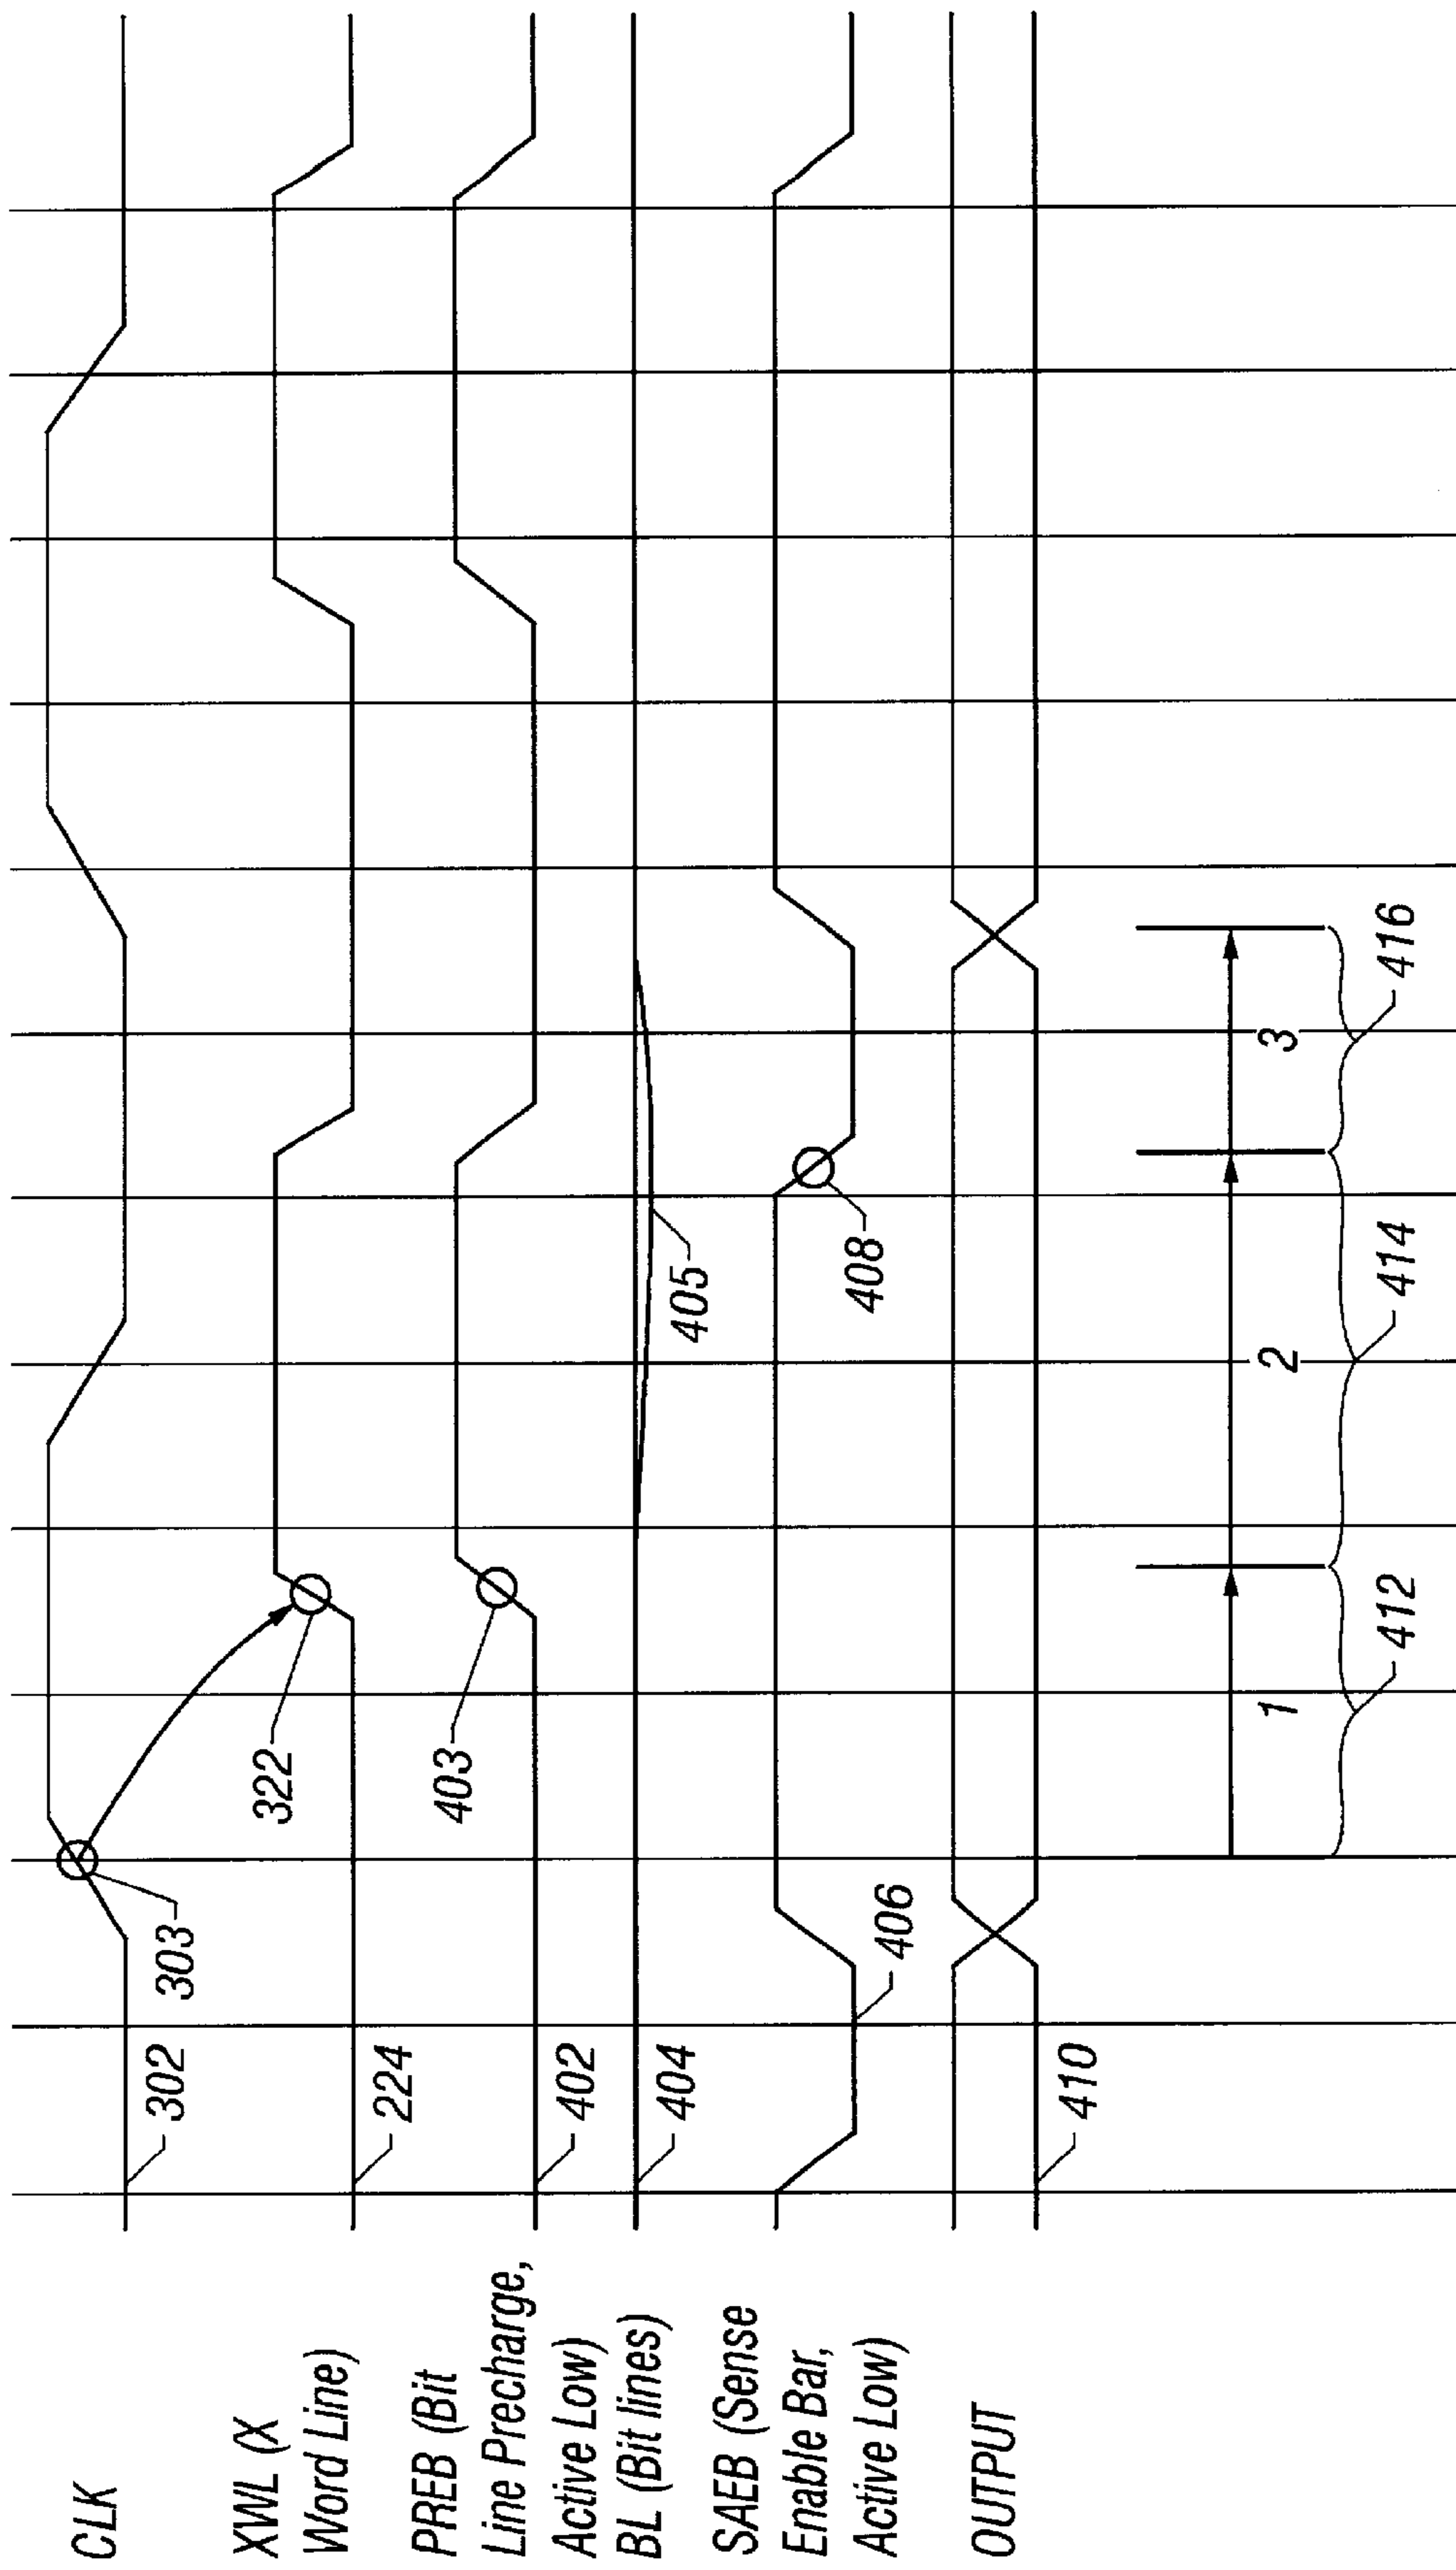 CLK
302
303
XWL (X
Word Line)
224
322
PREB (Bit
Line Precharge,
Active Low)
402
403
BL (Bit lines)
404
405
SAEB (Sense
Enable Bar,
Active Low)
406
408
OUTPUT
410
1
2
3
412
414
416